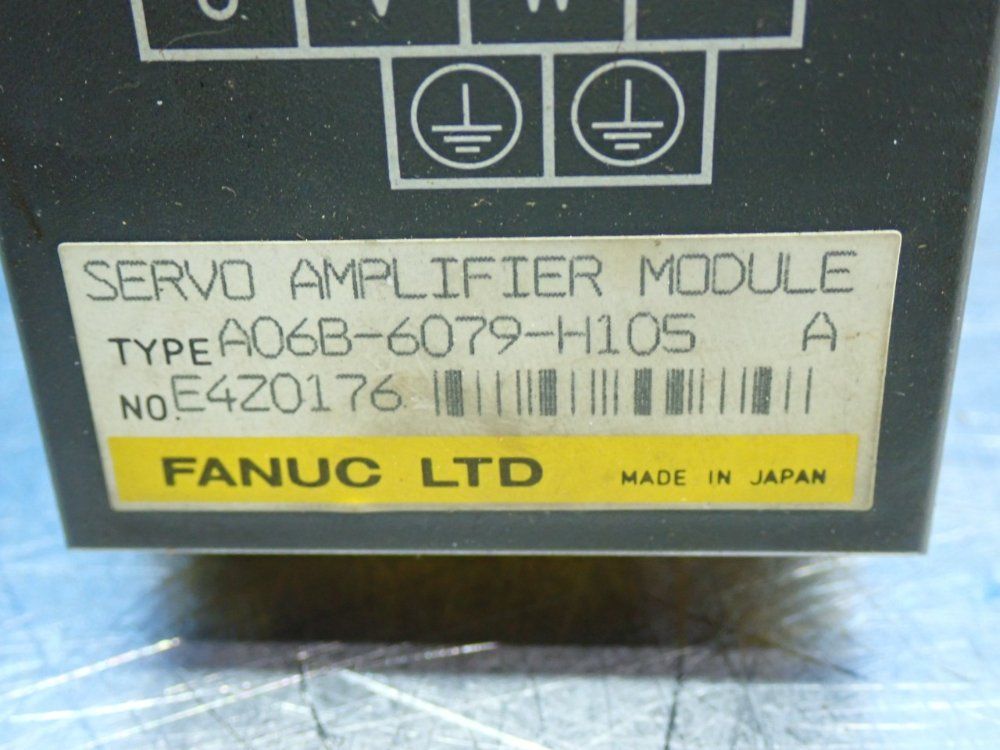 U V W
SERVO AMPLIFIER MODULE
TYPE A06B-6079-H105 A
NO. E4Z0176
FANUC LTD MADE IN JAPAN